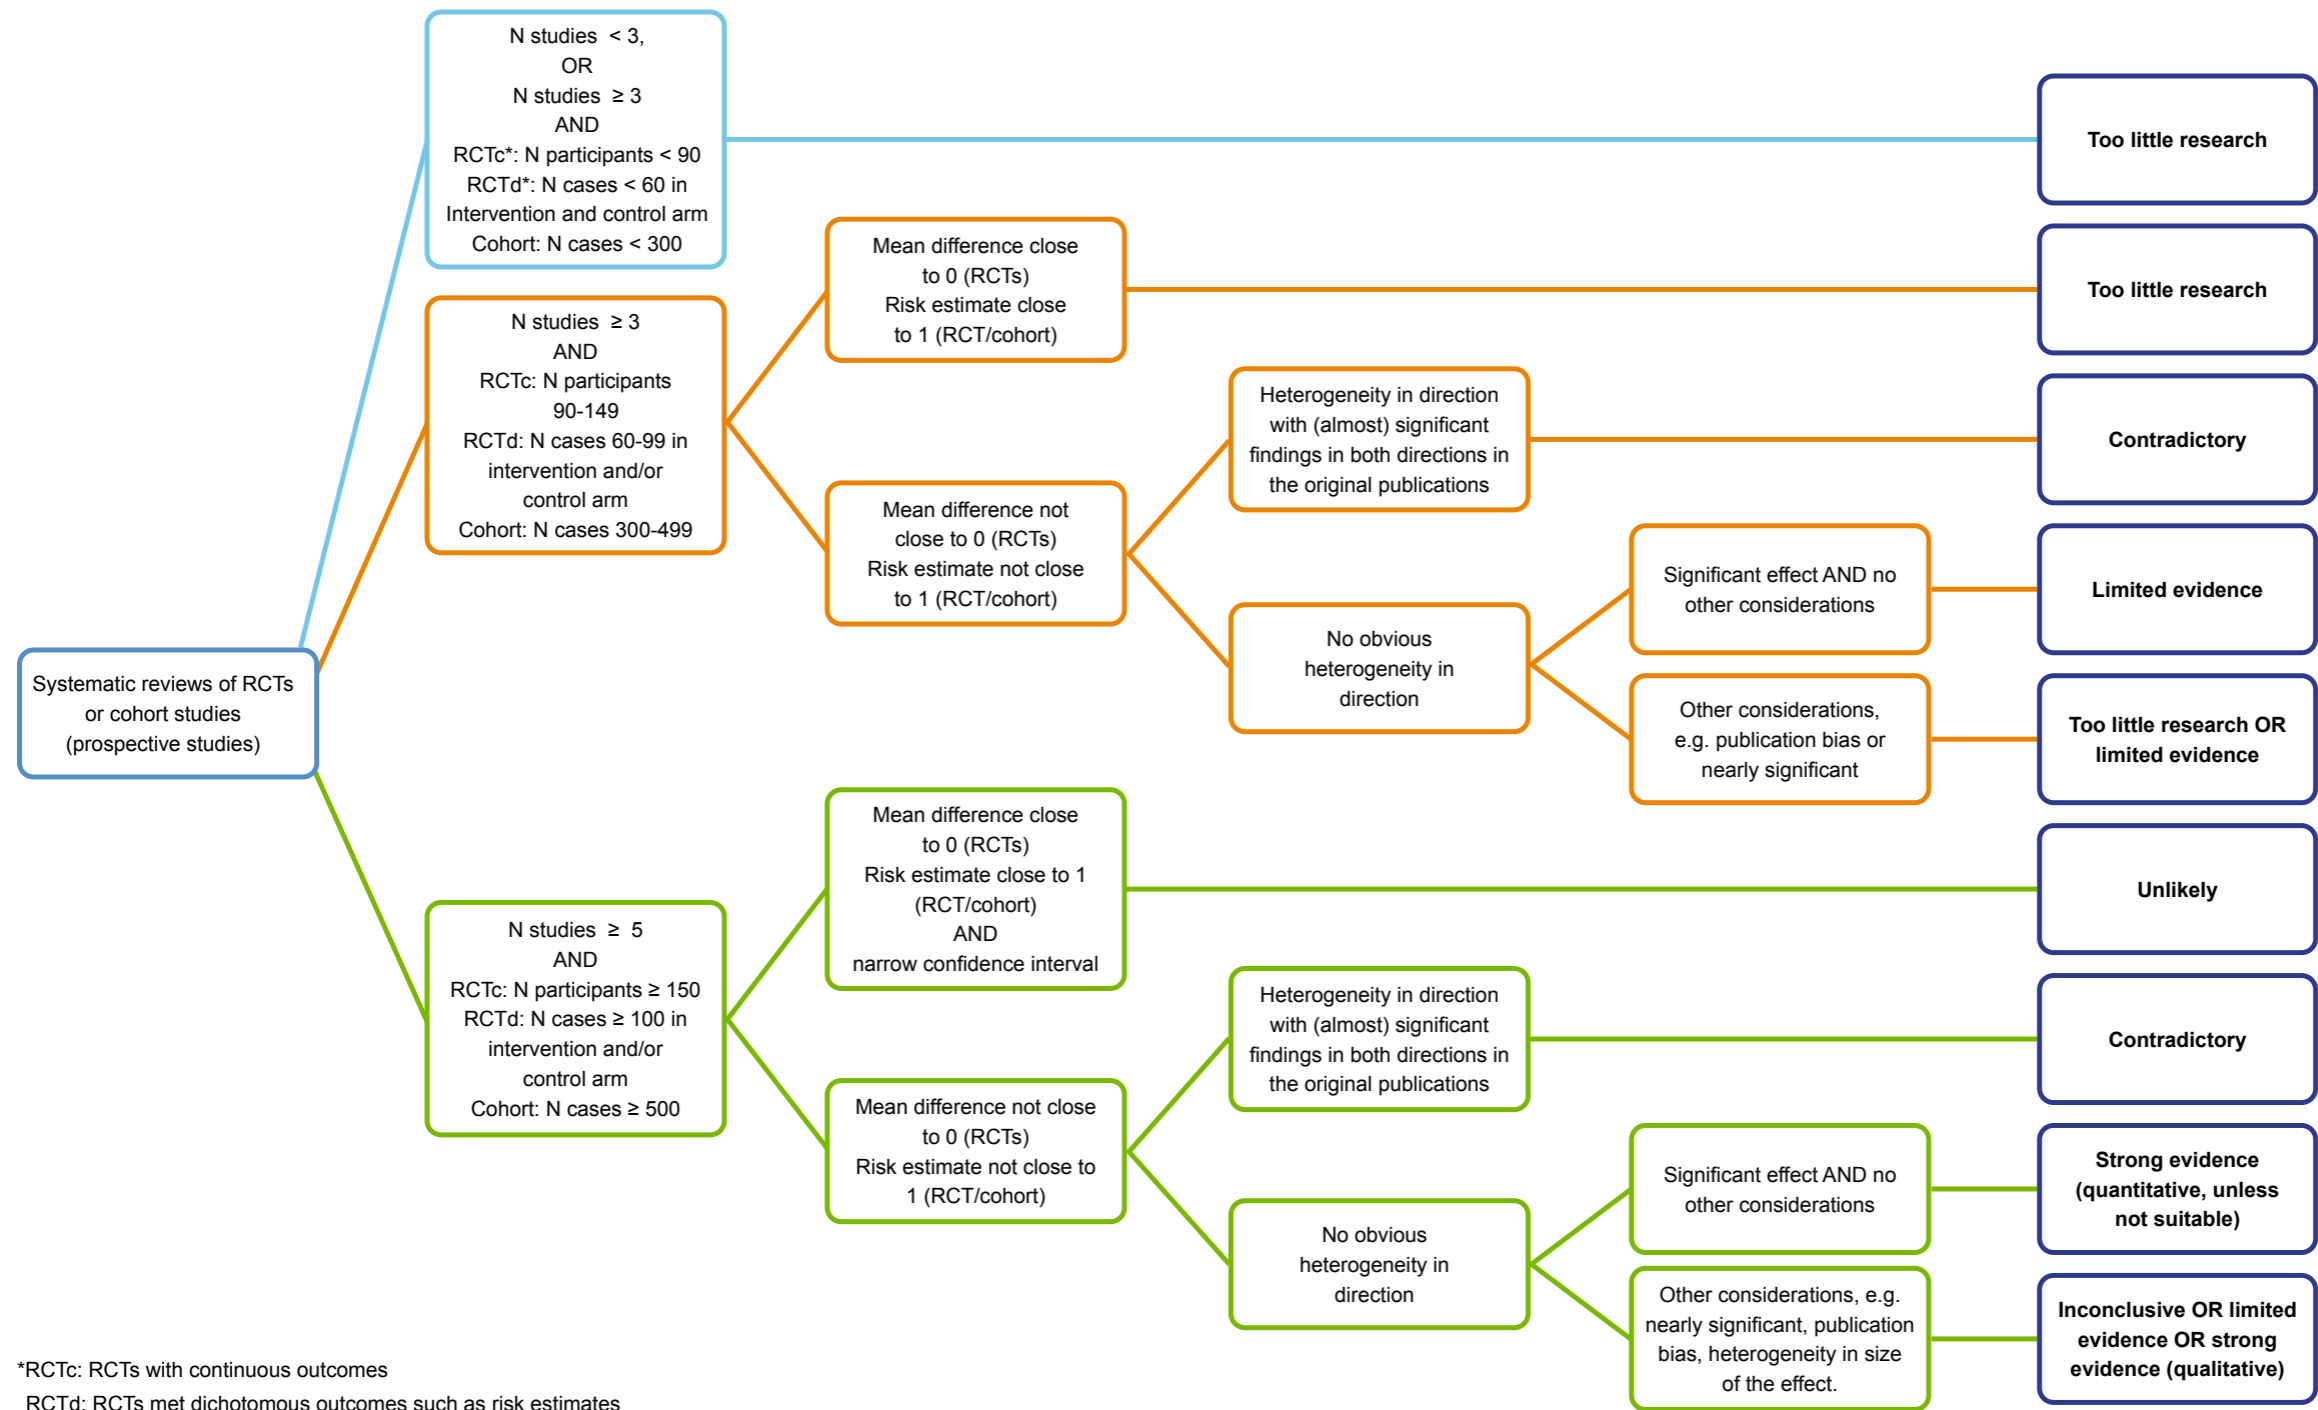 N studies < 3,
OR
N studies ≥ 3
AND
RCTc*: N participants < 90
RCTd*: N cases < 60 in
Intervention and control arm
Cohort: N cases < 300
Too little research
Mean difference close
to 0 (RCTs)
Risk estimate close
to 1 (RCT/cohort)
Too little research
N studies ≥ 3
AND
RCTc: N participants
90-149
RCTd: N cases 60-99 in
intervention and/or
control arm
Cohort: N cases 300-499
Heterogeneity in direction
with (almost) significant
findings in both directions in
the original publications
Contradictory
Mean difference not
close to 0 (RCTs)
Risk estimate not close
to 1 (RCT/cohort)
Significant effect AND no
other considerations
Limited evidence
No obvious
heterogeneity in
direction
Other considerations,
e.g. publication bias or
nearly significant
Too little research OR
limited evidence
Systematic reviews of RCTs
or cohort studies
(prospective studies)
Mean difference close
to 0 (RCTs)
Risk estimate close to 1
(RCT/cohort)
AND
narrow confidence interval
Unlikely
N studies ≥ 5
AND
RCTc: N participants ≥ 150
RCTd: N cases ≥ 100 in
intervention and/or
control arm
Cohort: N cases ≥ 500
Heterogeneity in direction
with (almost) significant
findings in both directions in
the original publications
Contradictory
Mean difference not close
to 0 (RCTs)
Risk estimate not close to
1 (RCT/cohort)
Significant effect AND no
other considerations
Strong evidence
(quantitative, unless
not suitable)
No obvious
heterogeneity in
direction
Other considerations, e.g.
nearly significant, publication
bias, heterogeneity in size
of the effect.
Inconclusive OR limited
evidence OR strong
evidence (qualitative)
*RCTc: RCTs with continuous outcomes
RCTd: RCTs met dichotomous outcomes such as risk estimates